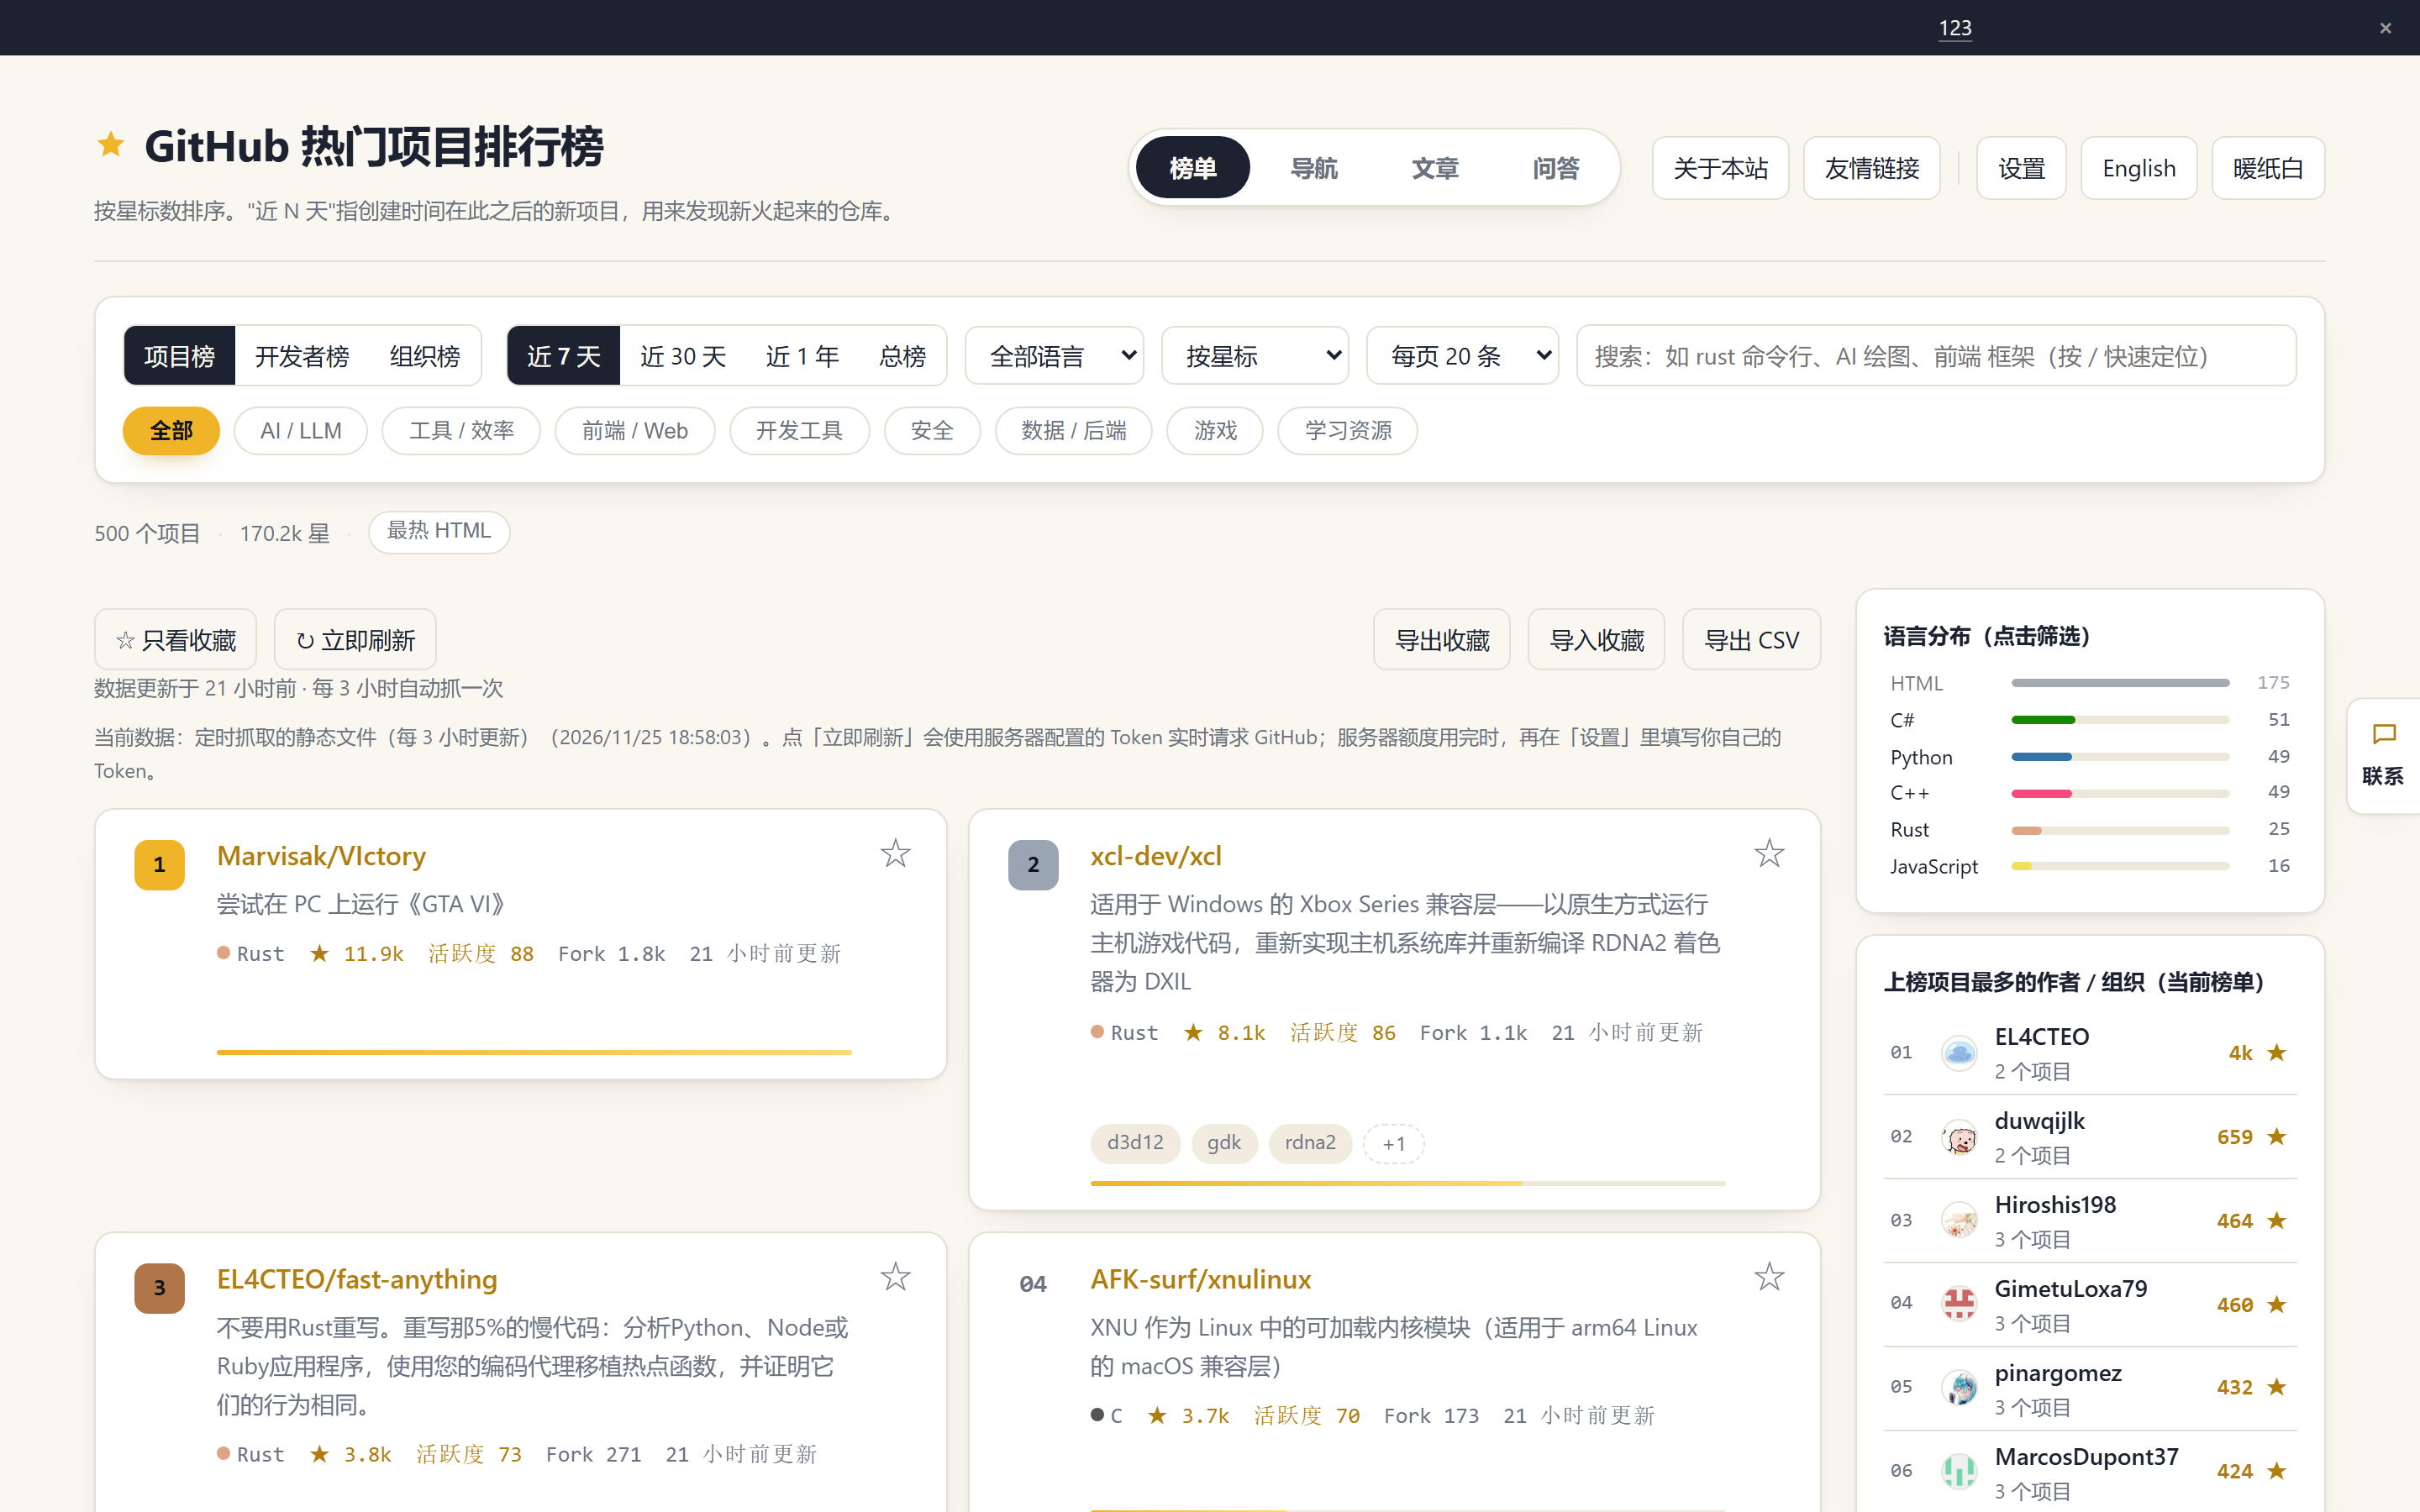 123
×
GitHub 热门项目排行榜
按星标数排序。"近 N 天"指创建时间在此之后的新项目，用来发现新火起来的仓库。
榜单 导航 文章 问答 关于本站 友情链接 设置 English 暖纸白
项目榜 开发者榜 组织榜 近 7 天 近 30 天 近 1 年 总榜 全部语言 按星标 每页 20 条 搜索：如 rust 命令行、AI 绘图、前端 框架（按 / 快速定位）
全部 AI / LLM 工具 / 效率 前端 / Web 开发工具 安全 数据 / 后端 游戏 学习资源
500 个项目 · 170.2k 星 · 最热 HTML
☆ 只看收藏 ↻ 立即刷新 导出收藏 导入收藏 导出 CSV
数据更新于 21 小时前 · 每 3 小时自动抓一次
当前数据：定时抓取的静态文件（每 3 小时更新）（2026/11/25 18:58:03）。点「立即刷新」会使用服务器配置的 Token 实时请求 GitHub；服务器额度用完时，再在「设置」里填写你自己的
Token。
1 Marvisak/VIctory ☆
尝试在 PC 上运行《GTA VI》
Rust ★ 11.9k 活跃度 88 Fork 1.8k 21 小时前更新
2 xcl-dev/xcl ☆
适用于 Windows 的 Xbox Series 兼容层——以原生方式运行
主机游戏代码，重新实现主机系统库并重新编译 RDNA2 着色
器为 DXIL
Rust ★ 8.1k 活跃度 86 Fork 1.1k 21 小时前更新
d3d12 gdk rdna2 +1
3 EL4CTEO/fast-anything ☆
不要用Rust重写。重写那5%的慢代码：分析Python、Node或
Ruby应用程序，使用您的编码代理移植热点函数，并证明它
们的行为相同。
Rust ★ 3.8k 活跃度 73 Fork 271 21 小时前更新
04 AFK-surf/xnulinux ☆
XNU 作为 Linux 中的可加载内核模块（适用于 arm64 Linux
的 macOS 兼容层）
C ★ 3.7k 活跃度 70 Fork 173 21 小时前更新
语言分布（点击筛选）
HTML 175
C# 51
Python 49
C++ 49
Rust 25
JavaScript 16
上榜项目最多的作者 / 组织（当前榜单）
01 EL4CTEO 4k ★
2 个项目
02 duwqijlk 659 ★
2 个项目
03 Hiroshis198 464 ★
3 个项目
04 GimetuLoxa79 460 ★
3 个项目
05 pinargomez 432 ★
3 个项目
06 MarcosDupont37 424 ★
3 个项目
联系